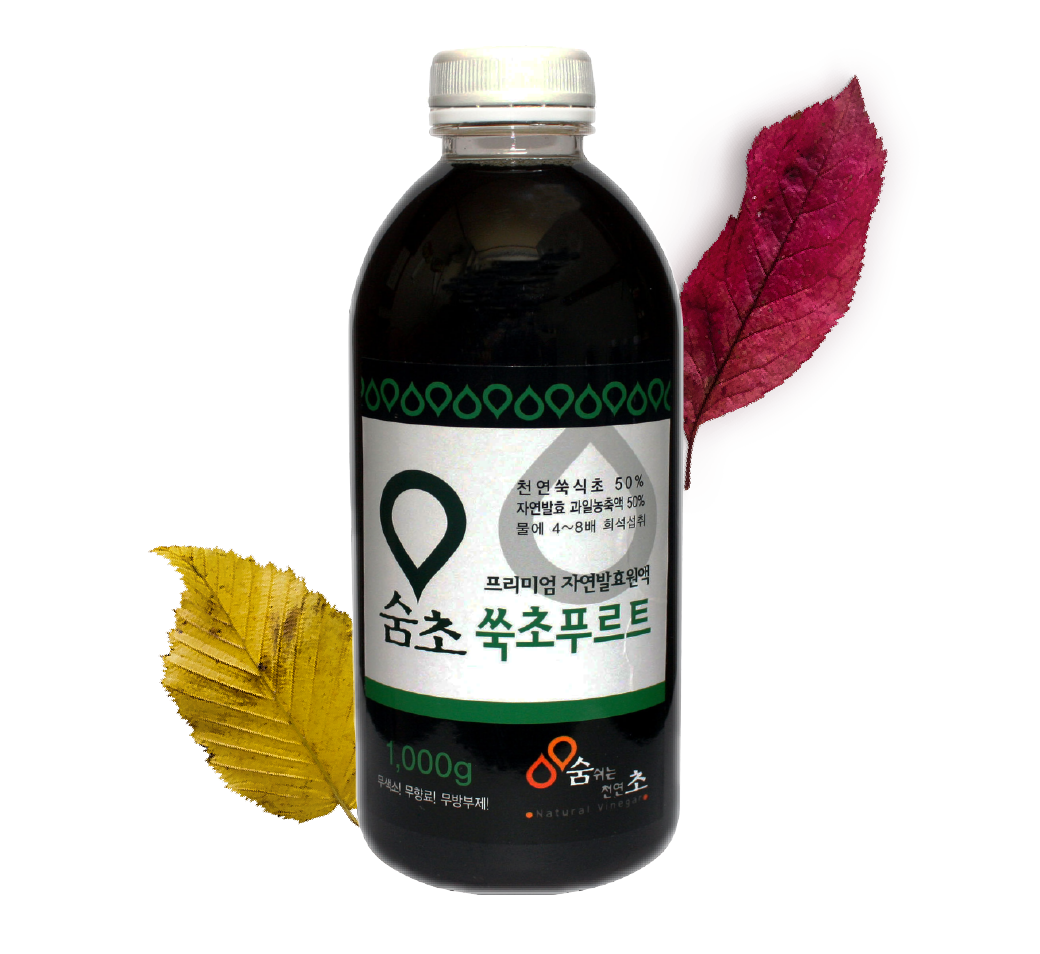 천연쑥식초 50%
자연발효 과일농축액 50%
물에 4~8배 희석섭취
프리미엄 자연발효원액
숨초 쑥초푸르트
1,000g
무색소! 무향료! 무방부제!
숨쉬는
천연초
Natural Vinegar